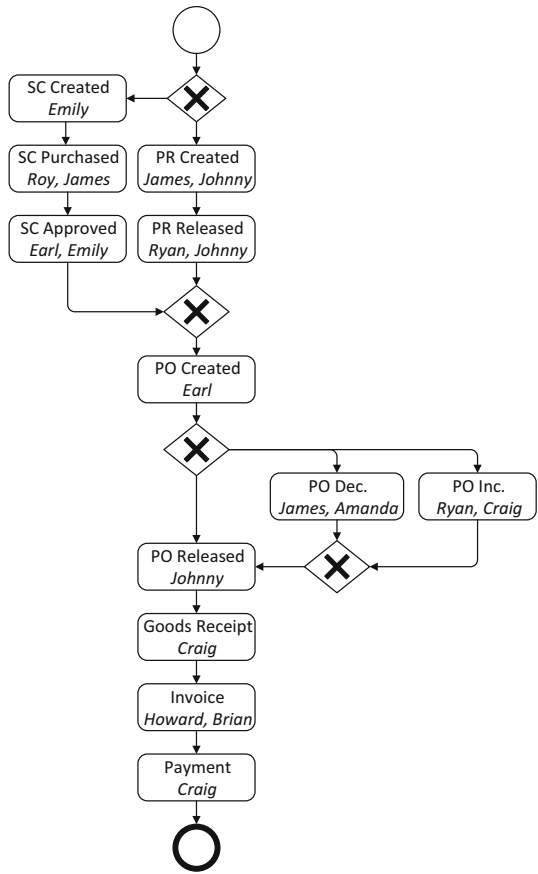 SC Created
Emily
SC Purchased
Roy, James
PR Created
James, Johnny
SC Approved
Earl, Emily
PR Released
Ryan, Johnny
PO Created
Earl
PO Dec.
James, Amanda
PO Inc.
Ryan, Craig
PO Released
Johnny
Goods Receipt
Craig
Invoice
Howard, Brian
Payment
Craig